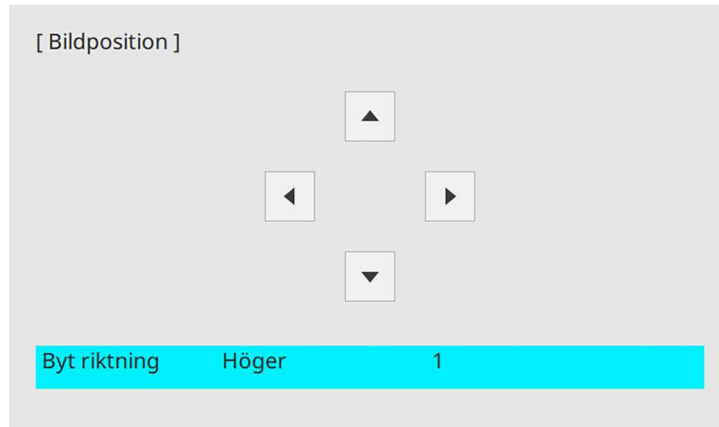 [ Bildposition ]
Byt riktning Höger 1